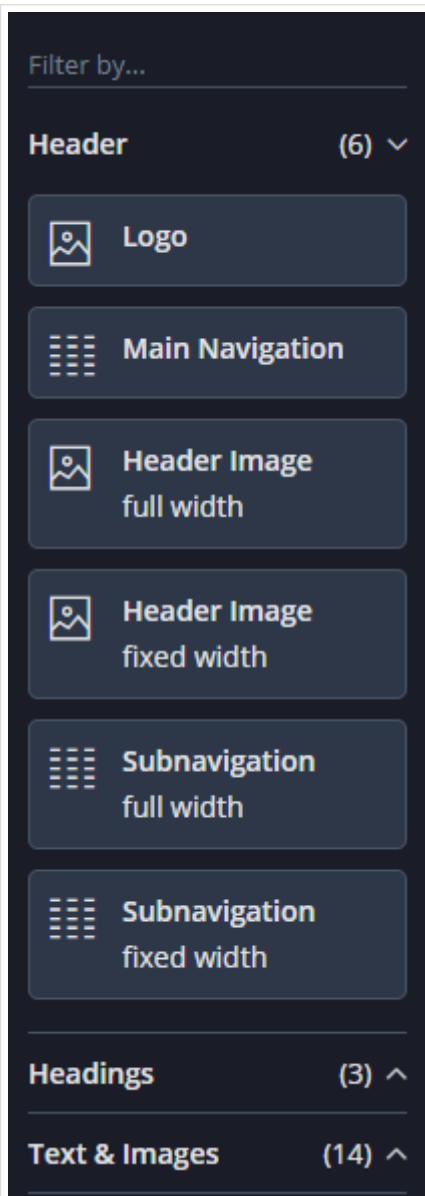 Filter by...
Header (6)
Logo
Main Navigation
Header Image
full width
Header Image
fixed width
Subnavigation
full width
Subnavigation
fixed width
Headings (3)
Text & Images (14)